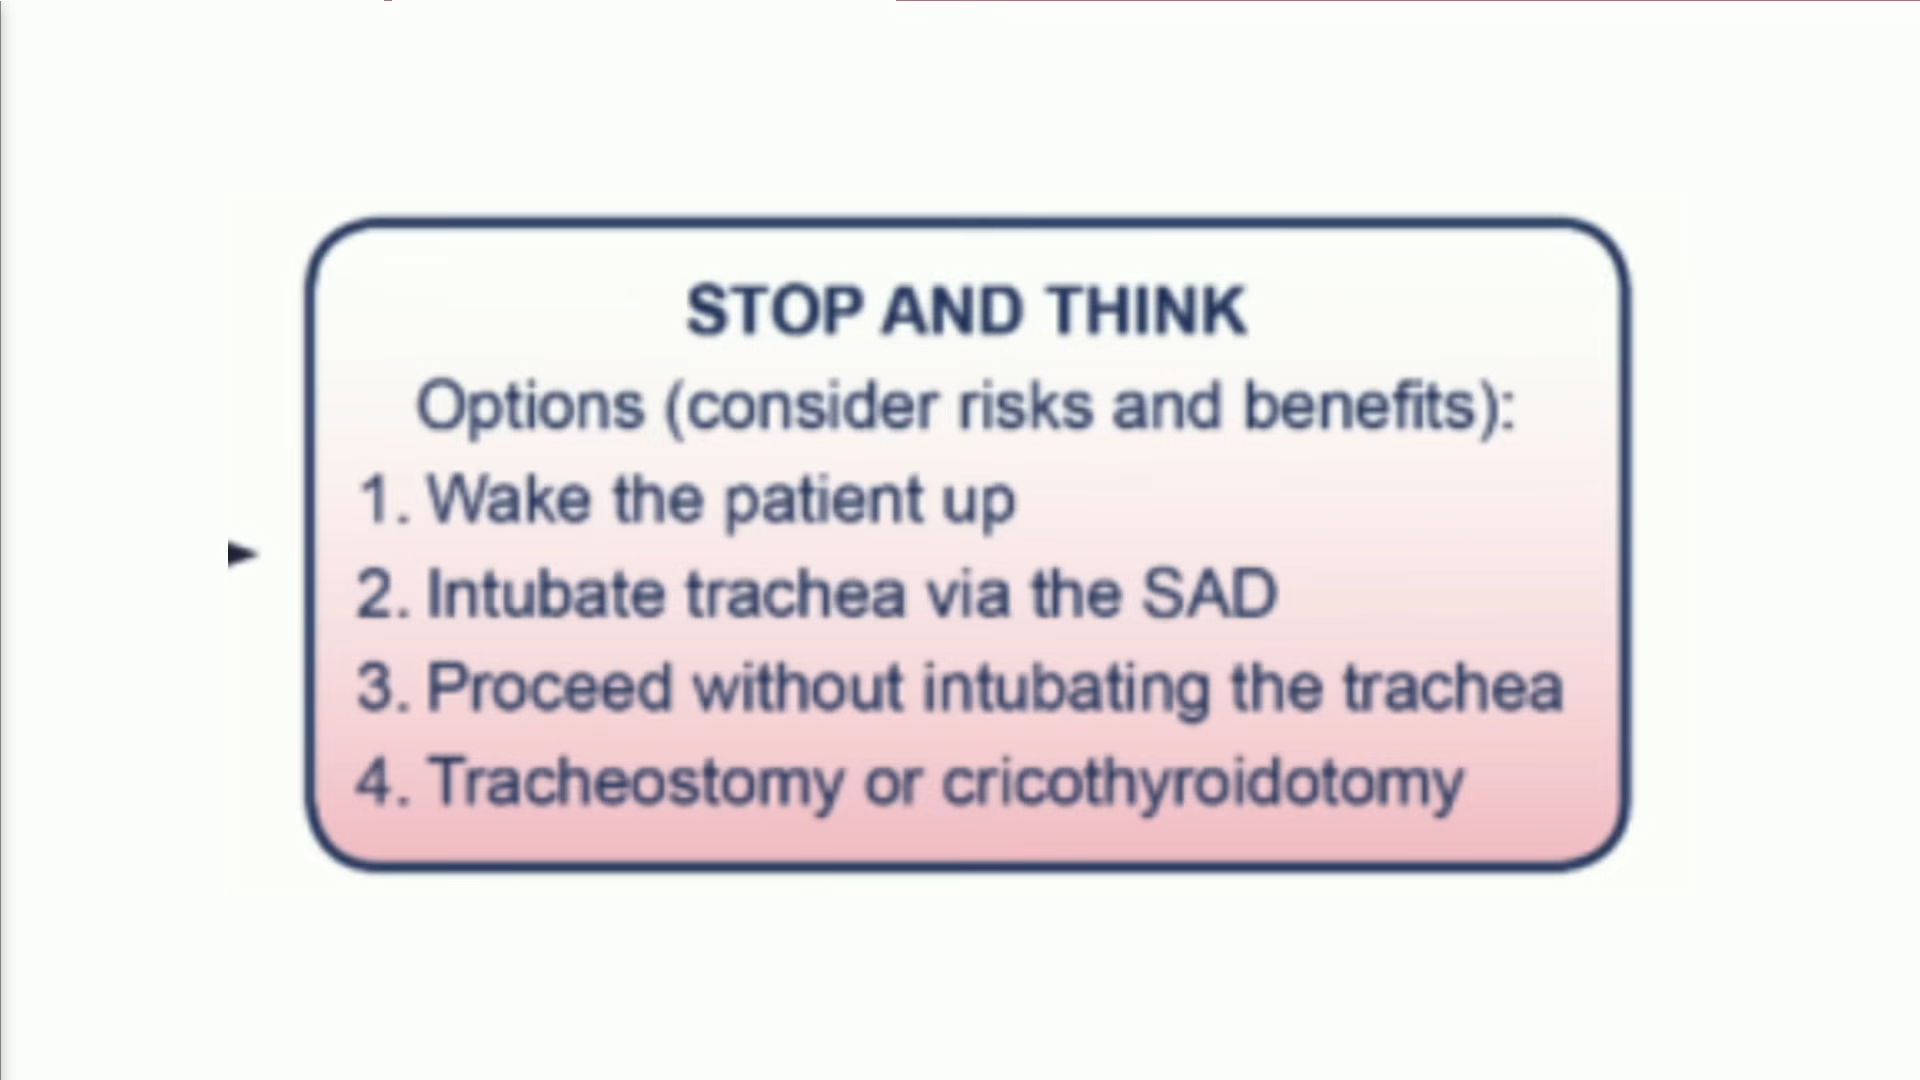 STOP AND THINK
Options (consider risks and benefits):
1. Wake the patient up
2. Intubate trachea via the SAD
3. Proceed without intubating the trachea
4. Tracheostomy or cricothyroidotomy